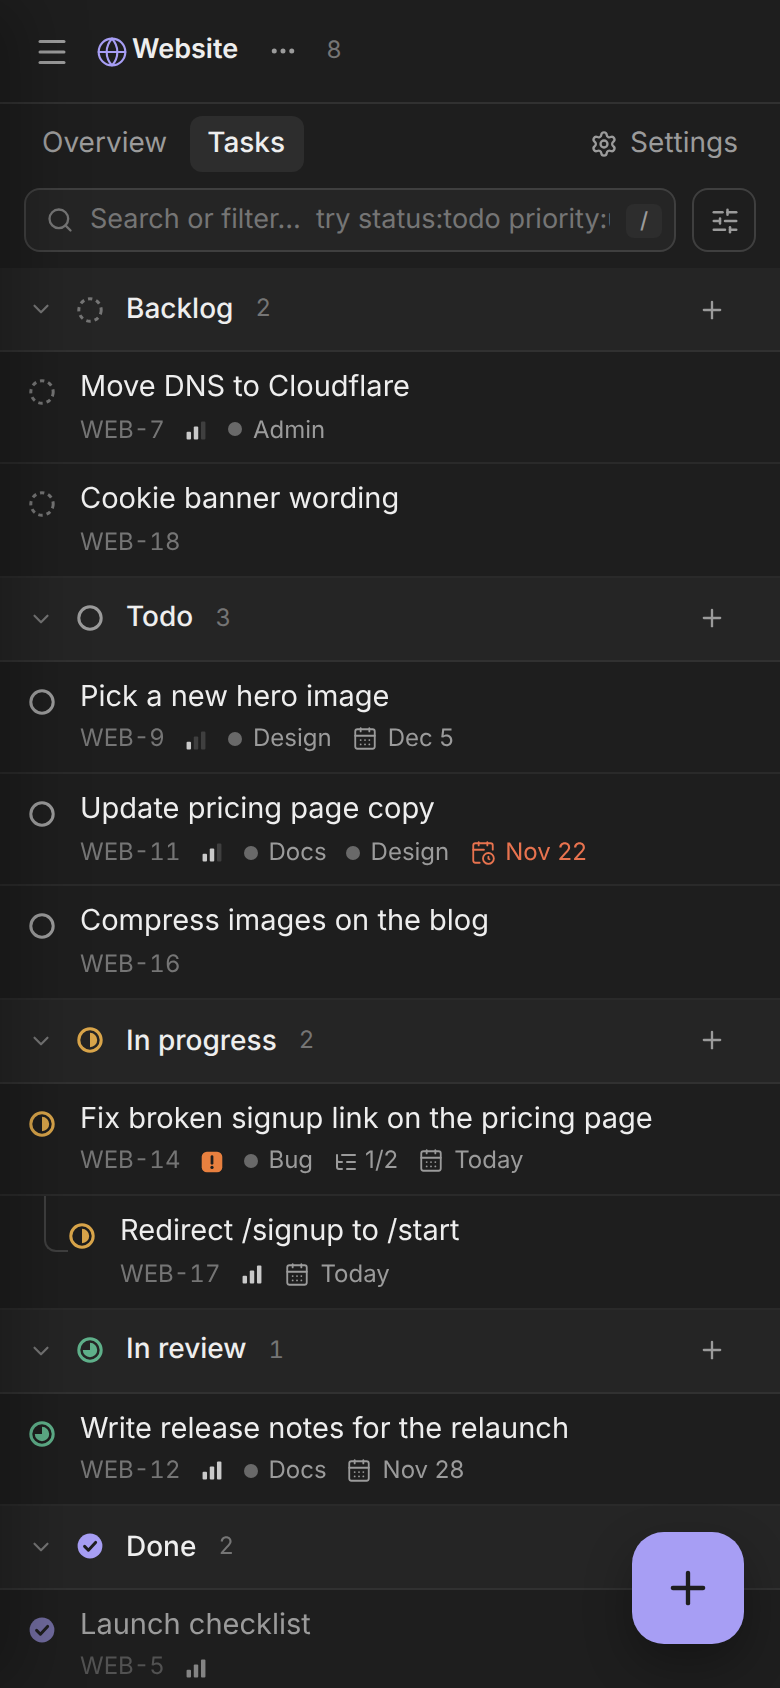 Website ... 8
Overview Tasks Settings
Search or filter... try status:todo priority: /
Backlog 2
Move DNS to Cloudflare
WEB-7 Admin
Cookie banner wording
WEB-18
Todo 3
Pick a new hero image
WEB-9 Design Dec 5
Update pricing page copy
WEB-11 Docs Design Nov 22
Compress images on the blog
WEB-16
In progress 2
Fix broken signup link on the pricing page
WEB-14 Bug 1/2 Today
Redirect /signup to /start
WEB-17 Today
In review 1
Write release notes for the relaunch
WEB-12 Docs Nov 28
Done 2
Launch checklist
WEB-5